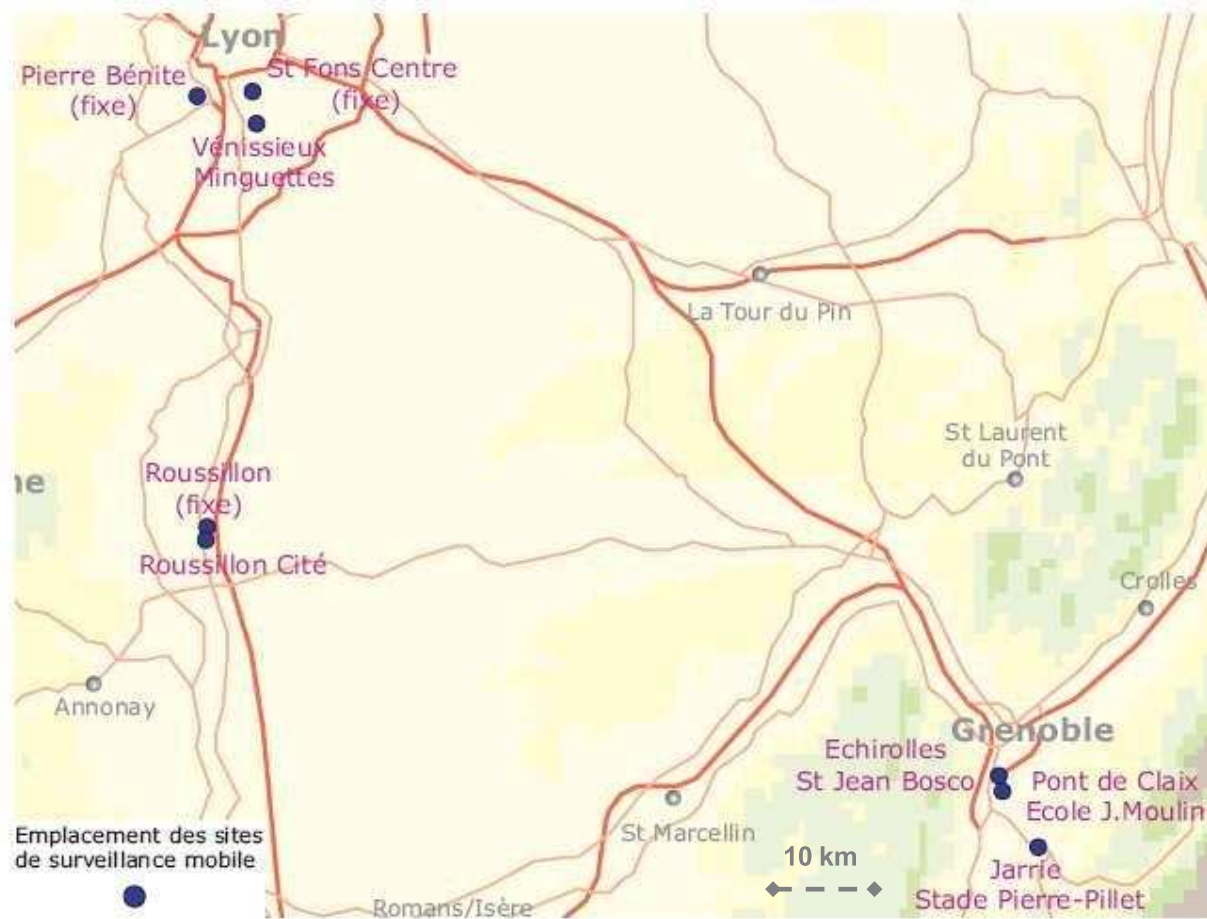 Lyon
Pierre Bénite
(fixe)
St Fons Centre
(fixe)
Vénissieux
Minguettes
La Tour du Pin
St Laurent
du Pont
ne
Roussillon
(fixe)
Roussillon Cité
Crolles
Annonay
Grenoble
Echirolles
St Jean Bosco
Pont de Claix
Ecole J.Moulin
St Marcellin
Emplacement des sites
de surveillance mobile
10 km
Jarrie
Stade Pierre-Pillet
Romans/Isère